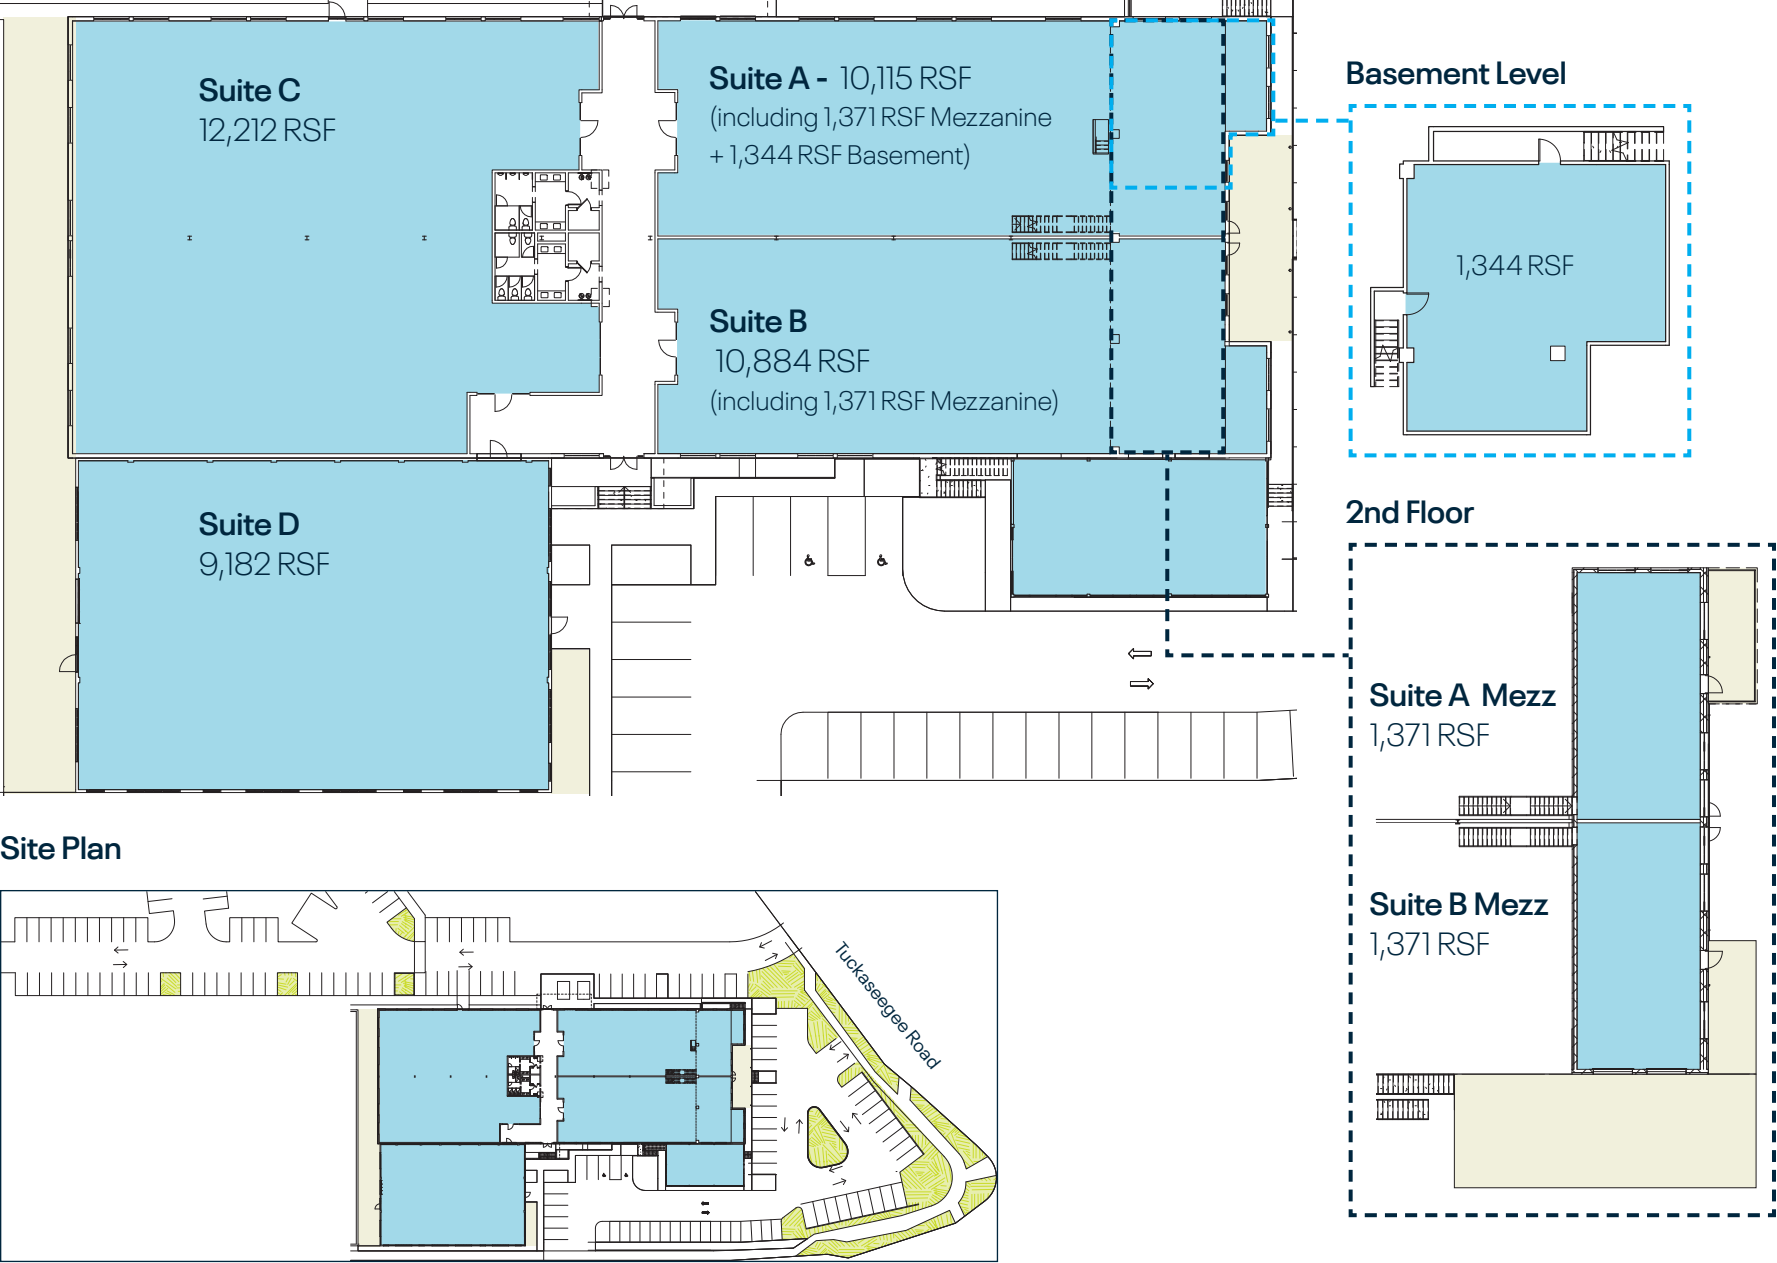 Suite C
12,212 RSF
Suite A - 10,115 RSF
(including 1,371 RSF Mezzanine
+ 1,344 RSF Basement)
Suite B
10,884 RSF
(including 1,371 RSF Mezzanine)
Suite D
9,182 RSF
Basement Level
1,344 RSF
2nd Floor
Suite A Mezz
1,371 RSF
Suite B Mezz
1,371 RSF
Site Plan
Tuckaseegee Road